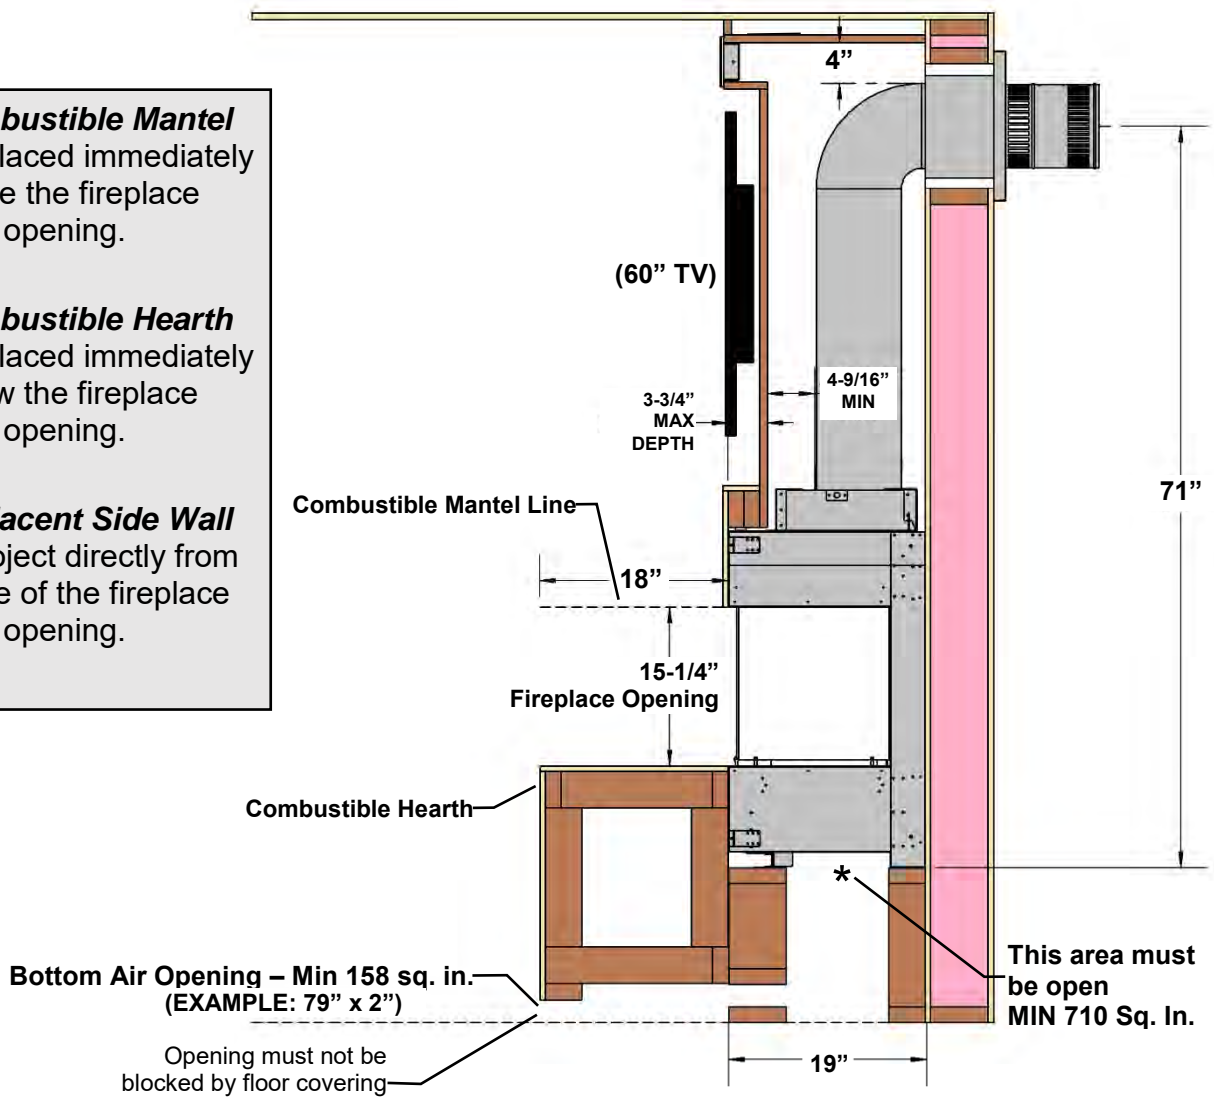 bustible Mantel
laced immediately
e the fireplace
opening.
bustible Hearth
laced immediately
w the fireplace
opening.
jacent Side Wall
oject directly from
e of the fireplace
opening.
4”
(60” TV)
4-9/16”
MIN
3-3/4”
MAX
DEPTH
71”
Combustible Mantel Line
18”
15-1/4”
Fireplace Opening
Combustible Hearth
*
This area must
be open
MIN 710 Sq. In.
Bottom Air Opening – Min 158 sq. in.
(EXAMPLE: 79” x 2”)
Opening must not be
blocked by floor covering
19”